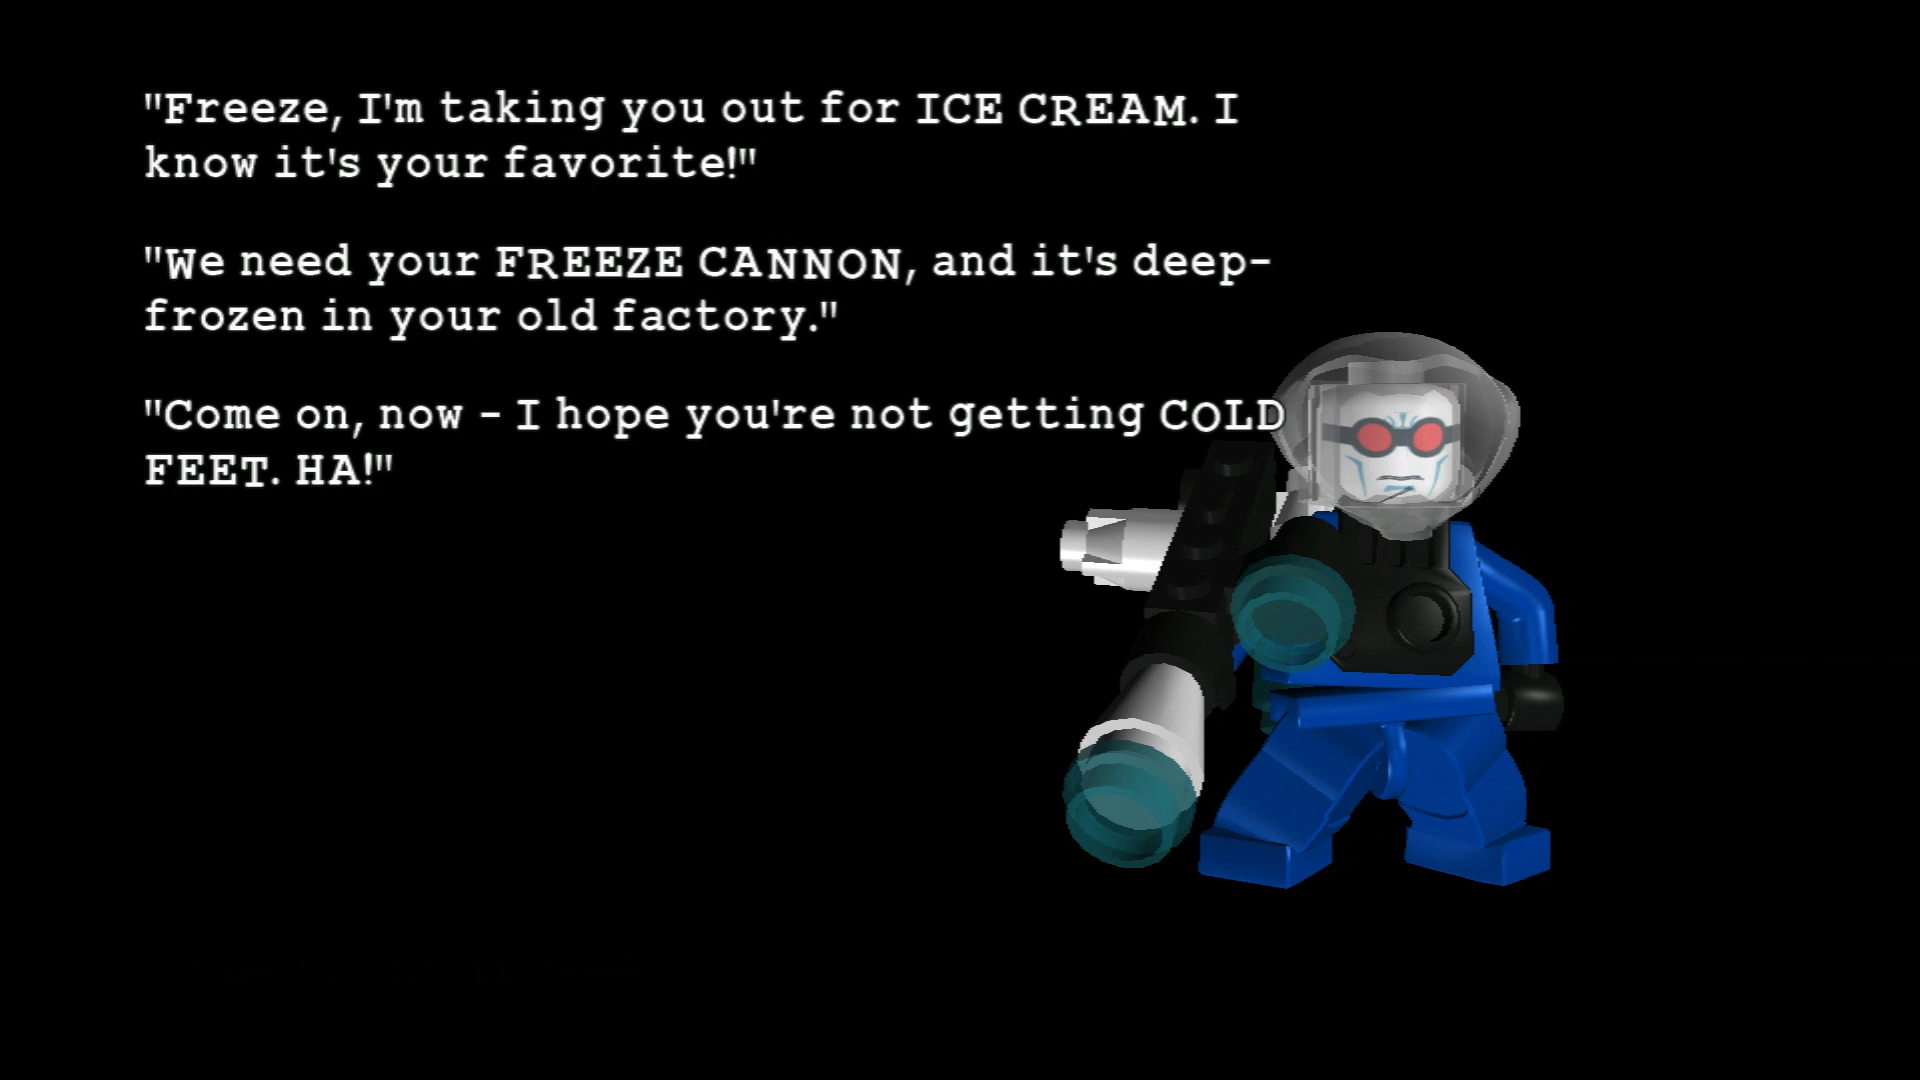 "Freeze, I'm taking you out for ICE CREAM. I
know it's your favorite!"
"We need your FREEZE CANNON, and it's deep-
frozen in your old factory."
"Come on, now - I hope you're not getting COLD
FEET. HA!"